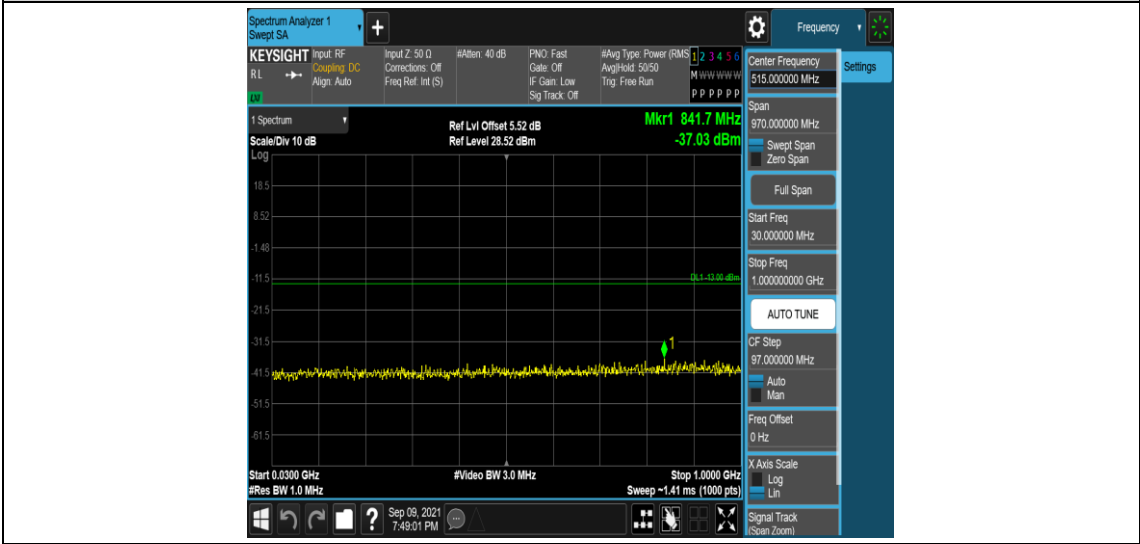 Spectrum Analyzer 1
Swept SA
+
Frequency
KEYSIGHT
R L
Input: RF
Coupling: DC
Align: Auto
Input Z: 50 Ω
Corrections: Off
Freq Ref: Int (S)
#Atten: 40 dB
PNO: Fast
Gate: Off
IF Gain: Low
Sig Track: Off
#Avg Type: Power (RMS
Avg|Hold: 50/50
Trig: Free Run
1 2 3 4 5 6
M W W W W W
P P P P P P
1 Spectrum
Scale/Div 10 dB
Log
Ref Lvl Offset 5.52 dB
Ref Level 28.52 dBm
Mkr1 841.7 MHz
-37.03 dBm
18.5
8.52
-1.48
-11.5
DL1 -13.00 dBm
-21.5
-31.5
1
-41.5
-51.5
-61.5
Start 0.0300 GHz
#Res BW 1.0 MHz
#Video BW 3.0 MHz
Stop 1.0000 GHz
Sweep ~1.41 ms (1000 pts)
Center Frequency
515.000000 MHz
Settings
Span
970.000000 MHz
Swept Span
Zero Span
Full Span
Start Freq
30.000000 MHz
Stop Freq
1.000000000 GHz
AUTO TUNE
CF Step
97.000000 MHz
Auto
Man
Freq Offset
0 Hz
X Axis Scale
Log
Lin
Signal Track
(Span Zoom)
?
Sep 09, 2021
7:49:01 PM